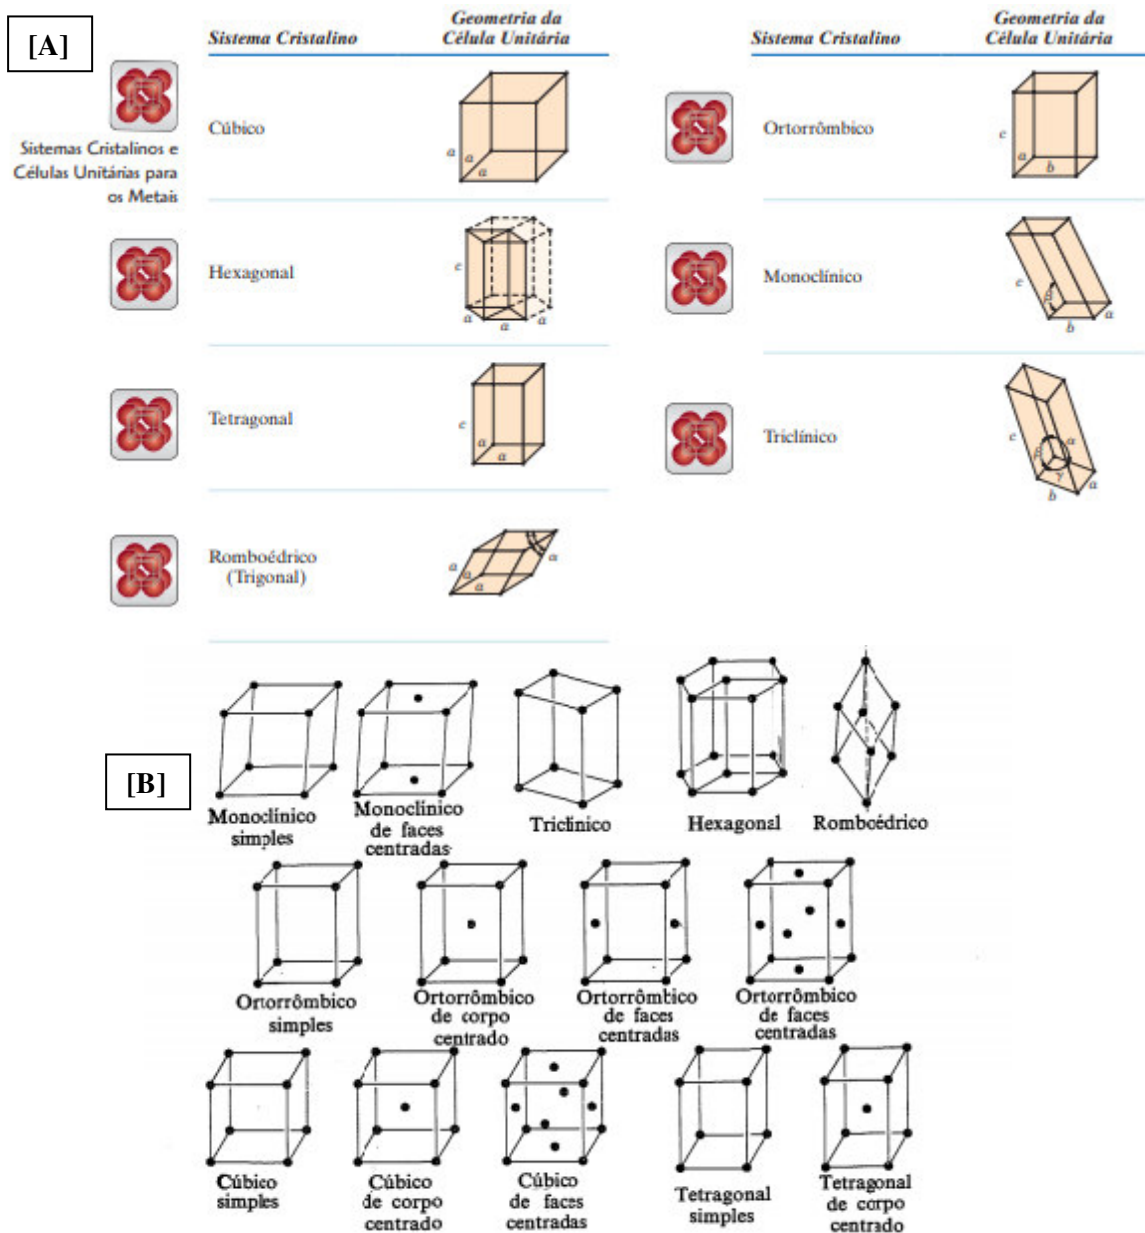 [A]
Sistema Cristalino
Geometria da
Célula Unitária
Sistemas Cristalinos e
Células Unitárias para
os Metais
Cúbico
a
a
a
Hexagonal
c
a
a
a
Tetragonal
c
a
a
Romboédrico
(Trigonal)
a
a
a
α
Sistema Cristalino
Geometria da
Célula Unitária
Ortorrômbico
c
a
b
Monoclínico
c
b
a
Triclínico
c
α
β
γ
b
a
[B]
Monoclínico
simples
Monoclínico
de faces
centradas
Triclínico
Hexagonal
Romboédrico
Ortorrômbico
simples
Ortorrômbico
de corpo
centrado
Ortorrômbico
de faces
centradas
Ortorrômbico
de faces
centradas
Cúbico
simples
Cúbico
de corpo
centrado
Cúbico
de faces
centradas
Tetragonal
simples
Tetragonal
de corpo
centrado